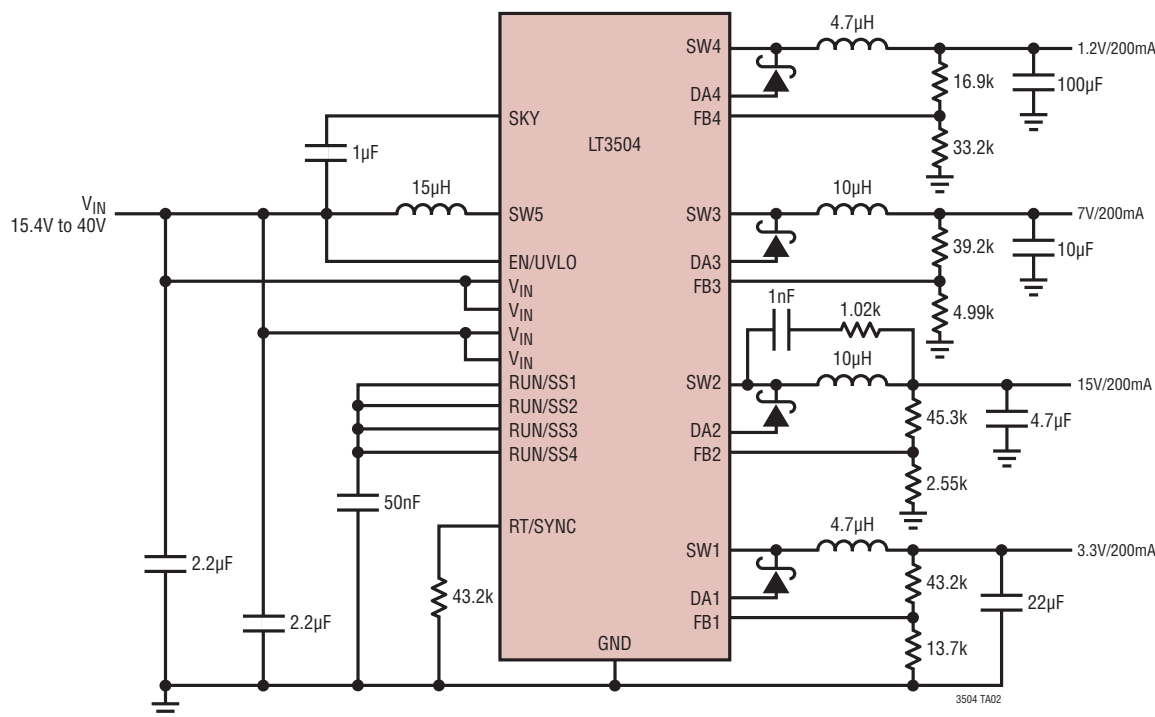 V_IN
15.4V to 40V
1µF
15µH
2.2µF
2.2µF
50nF
43.2k
SKY
SW5
EN/UVLO
V_IN
V_IN
V_IN
V_IN
RUN/SS1
RUN/SS2
RUN/SS3
RUN/SS4
RT/SYNC
LT3504
GND
SW4
DA4
FB4
SW3
DA3
FB3
SW2
DA2
FB2
SW1
DA1
FB1
4.7µH
16.9k
33.2k
100µF
1.2V/200mA
10µH
39.2k
4.99k
10µF
7V/200mA
1nF
1.02k
10µH
45.3k
2.55k
4.7µF
15V/200mA
4.7µH
43.2k
13.7k
22µF
3.3V/200mA
3504 TA02